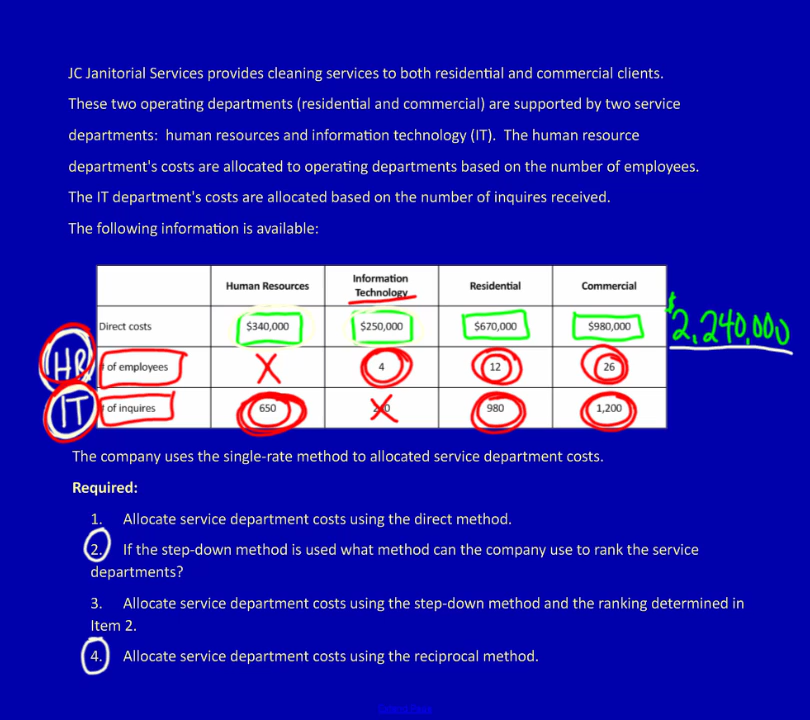 JC Janitorial Services provides cleaning services to both residential and commercial clients.
These two operating departments (residential and commercial) are supported by two service
departments: human resources and information technology (IT). The human resource
department's costs are allocated to operating departments based on the number of employees.
The IT department's costs are allocated based on the number of inquires received.
The following information is available:
Human Resources Information Technology Residential Commercial
Direct costs $340,000 $250,000 $670,000 $980,000 $2,240,000
HR # of employees X 4 12 26
IT # of inquires 650 X 980 1,200
The company uses the single-rate method to allocated service department costs.
Required:
1. Allocate service department costs using the direct method.
2. If the step-down method is used what method can the company use to rank the service
departments?
3. Allocate service department costs using the step-down method and the ranking determined in
Item 2.
4. Allocate service department costs using the reciprocal method.